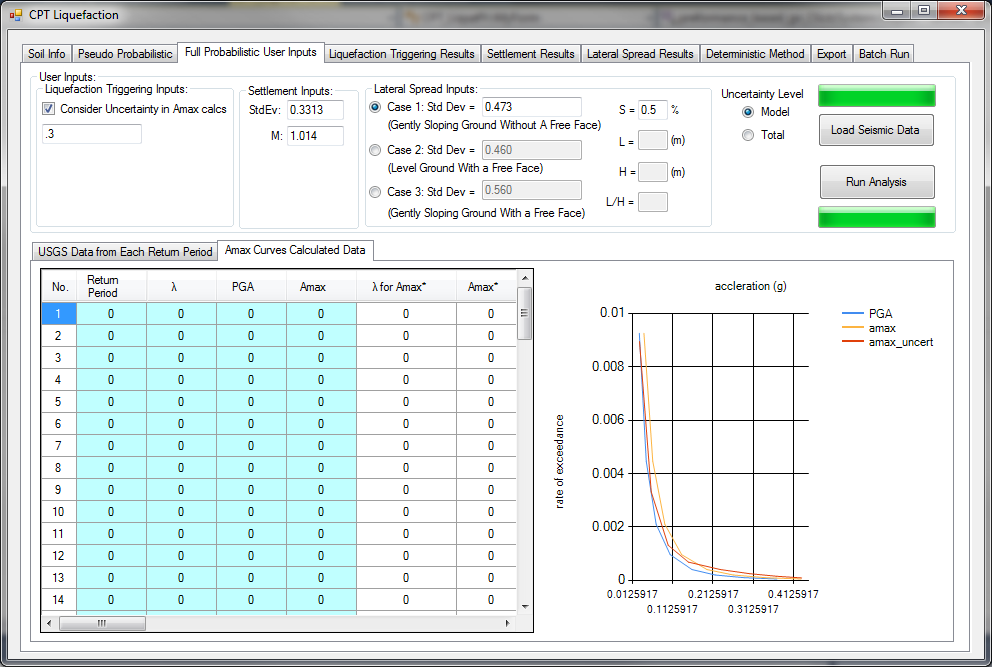 CPT Liquefaction
Soil Info Pseudo Probabilistic Full Probabilistic User Inputs Liquefaction Triggering Results Settlement Results Lateral Spread Results Deterministic Method Export Batch Run
User Inputs:
Liquefaction Triggering Inputs:
Consider Uncertainty in Amax calcs
.3
Settlement Inputs:
StdEv: 0.3313
M: 1.014
Lateral Spread Inputs:
Case 1: Std Dev = 0.473
(Gently Sloping Ground Without A Free Face)
Case 2: Std Dev = 0.460
(Level Ground With a Free Face)
Case 3: Std Dev = 0.560
(Gently Sloping Ground With a Free Face)
S = 0.5 %
L = (m)
H = (m)
L/H =
Uncertainty Level
Model
Total
Load Seismic Data
Run Analysis
USGS Data from Each Return Period Amax Curves Calculated Data
No. Return Period λ PGA Amax λ for Amax* Amax*
1 0 0 0 0 0 0
2 0 0 0 0 0 0
3 0 0 0 0 0 0
4 0 0 0 0 0 0
5 0 0 0 0 0 0
6 0 0 0 0 0 0
7 0 0 0 0 0 0
8 0 0 0 0 0 0
9 0 0 0 0 0 0
10 0 0 0 0 0 0
11 0 0 0 0 0 0
12 0 0 0 0 0 0
13 0 0 0 0 0 0
14 0 0 0 0 0 0
accleration (g)
0.01
0.008
0.006
0.004
0.002
0
rate of exceedance
0.0125917 0.2125917 0.4125917
0.1125917 0.3125917
PGA
amax
amax_uncert